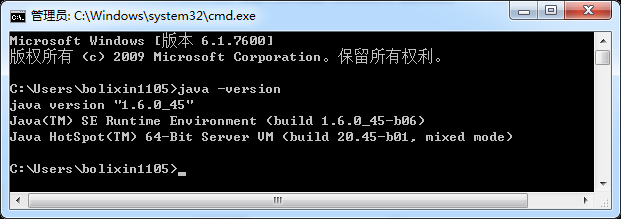 管理员: C:\Windows\system32\cmd.exe
Microsoft Windows [版本 6.1.7600]
版权所有 (c) 2009 Microsoft Corporation。保留所有权利。
C:\Users\bolixin1105>java -version
java version "1.6.0_45"
Java(TM) SE Runtime Environment (build 1.6.0_45-b06)
Java HotSpot(TM) 64-Bit Server VM (build 20.45-b01, mixed mode)
C:\Users\bolixin1105>